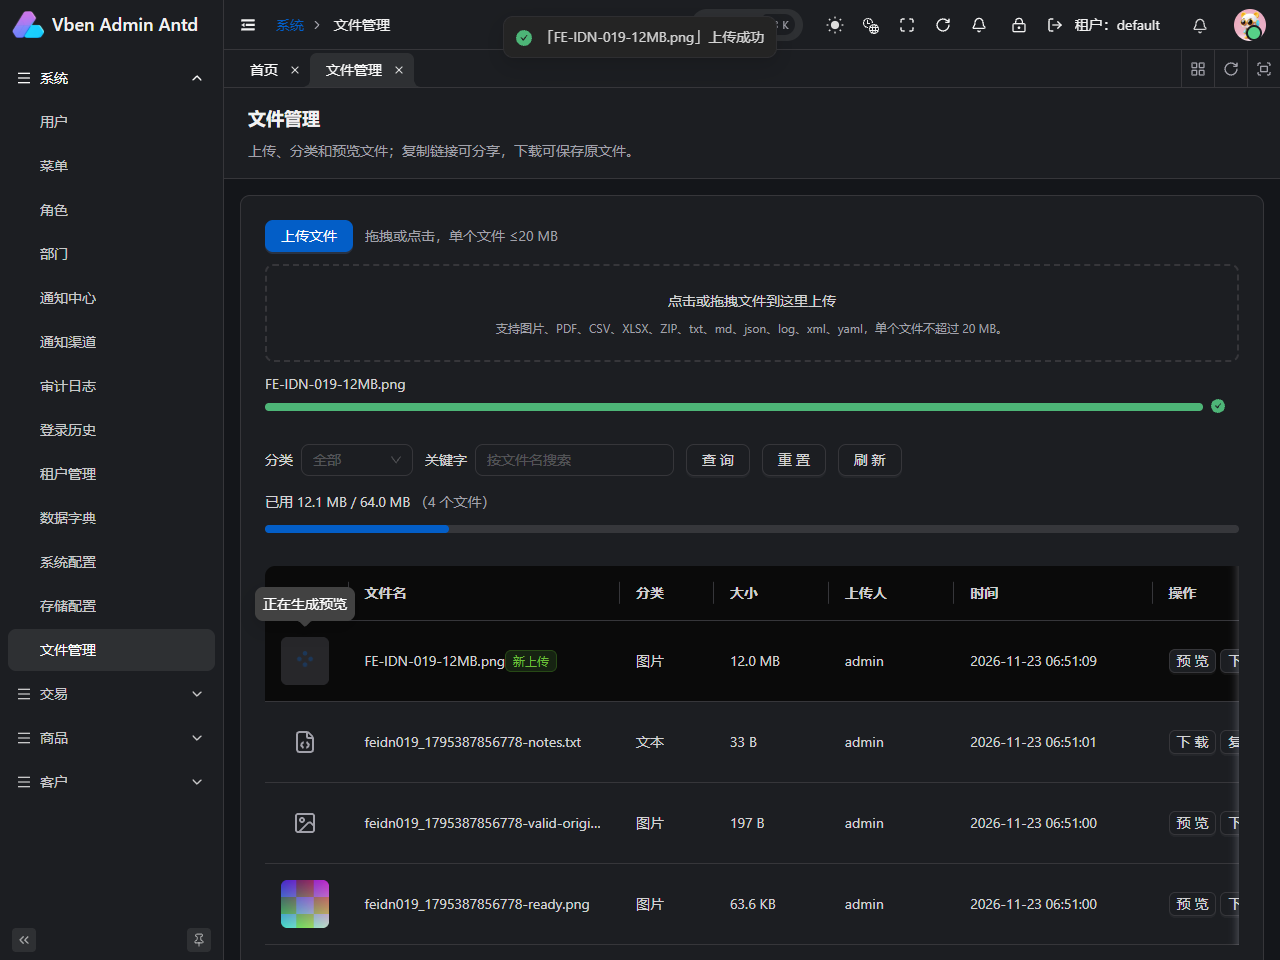 Vben Admin Antd
系统
用户
菜单
角色
部门
通知中心
通知渠道
审计日志
登录历史
租户管理
数据字典
系统配置
存储配置
文件管理
交易
商品
客户
系统
文件管理
「FE-IDN-019-12MB.png」上传成功
K
租户：default
首页
文件管理
文件管理
上传、分类和预览文件；复制链接可分享，下载可保存原文件。
上传文件 拖拽或点击，单个文件 ≤20 MB
点击或拖拽文件到这里上传
支持图片、PDF、CSV、XLSX、ZIP、txt、md、json、log、xml、yaml，单个文件不超过 20 MB。
FE-IDN-019-12MB.png
分类 全部 关键字 按文件名搜索 查 询 重 置 刷 新
已用 12.1 MB / 64.0 MB （4 个文件）
文件名 分类 大小 上传人 时间 操作
正在生成预览
FE-IDN-019-12MB.png 新上传 图片 12.0 MB admin 2026-11-23 06:51:09 预 览 下
feidn019_1795387856778-notes.txt 文本 33 B admin 2026-11-23 06:51:01 下 载 复
feidn019_1795387856778-valid-origi... 图片 197 B admin 2026-11-23 06:51:00 预 览 下
feidn019_1795387856778-ready.png 图片 63.6 KB admin 2026-11-23 06:51:00 预 览 下